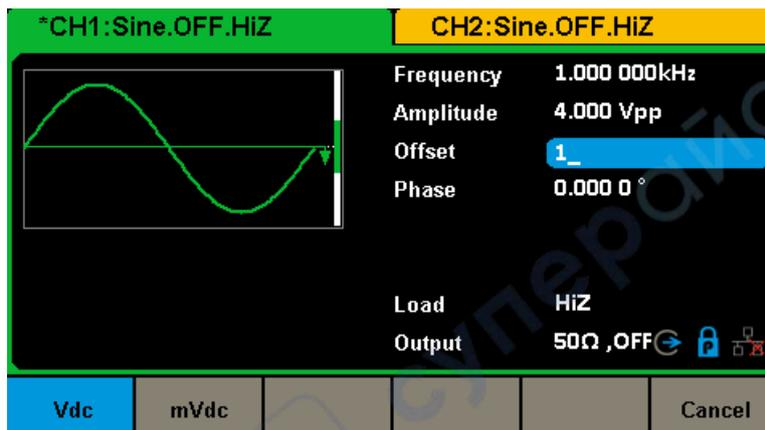 *CH1:Sine.OFF.HiZ CH2:Sine.OFF.HiZ
Frequency 1.000 000kHz
Amplitude 4.000 Vpp
Offset 1_
Phase 0.000 0 °
Load HiZ
Output 50Ω ,OFF P
Vdc mVdc Cancel
суперайс